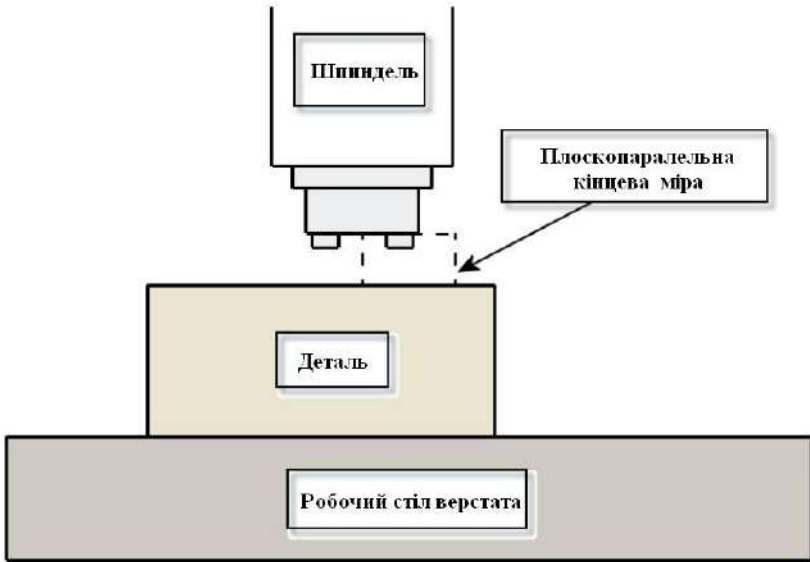 Шпиндель
Плоскопаралельна
кінцева міра
Деталь
Робочий стіл верстата